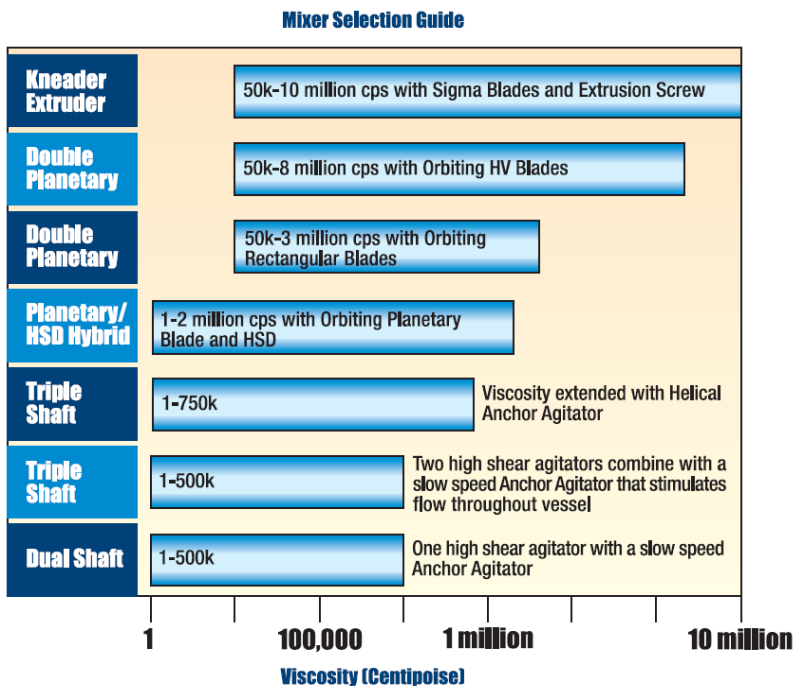 Mixer Selection Guide
Kneader
Extruder
50k-10 million cps with Sigma Blades and Extrusion Screw
Double
Planetary
50k-8 million cps with Orbiting HV Blades
Double
Planetary
50k-3 million cps with Orbiting
Rectangular Blades
Planetary/
HSD Hybrid
1-2 million cps with Orbiting Planetary
Blade and HSD
Triple
Shaft
1-750k
Viscosity extended with Helical
Anchor Agitator
Triple
Shaft
1-500k
Two high shear agitators combine with a
slow speed Anchor Agitator that stimulates
flow throughout vessel
Dual Shaft
1-500k
One high shear agitator with a slow speed
Anchor Agitator
1 100,000 1 million 10 million
Viscosity (Centipoise)